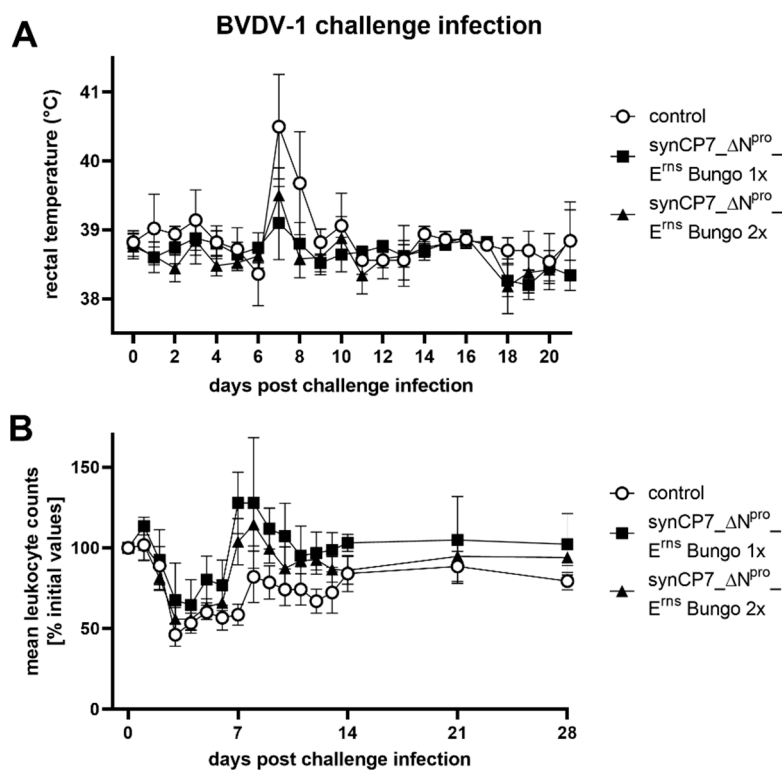 BVDV-1 challenge infection
A
rectal temperature (°C)
41
40
39
38
0 2 4 6 8 10 12 14 16 18 20
days post challenge infection
control
synCP7_ΔNᵖʳᵒ_
Eʳⁿˢ Bungo 1x
synCP7_ΔNᵖʳᵒ_
Eʳⁿˢ Bungo 2x
B
mean leukocyte counts
[% initial values]
150
100
50
0
0 7 14 21 28
days post challenge infection
control
synCP7_ΔNᵖʳᵒ_
Eʳⁿˢ Bungo 1x
synCP7_ΔNᵖʳᵒ_
Eʳⁿˢ Bungo 2x